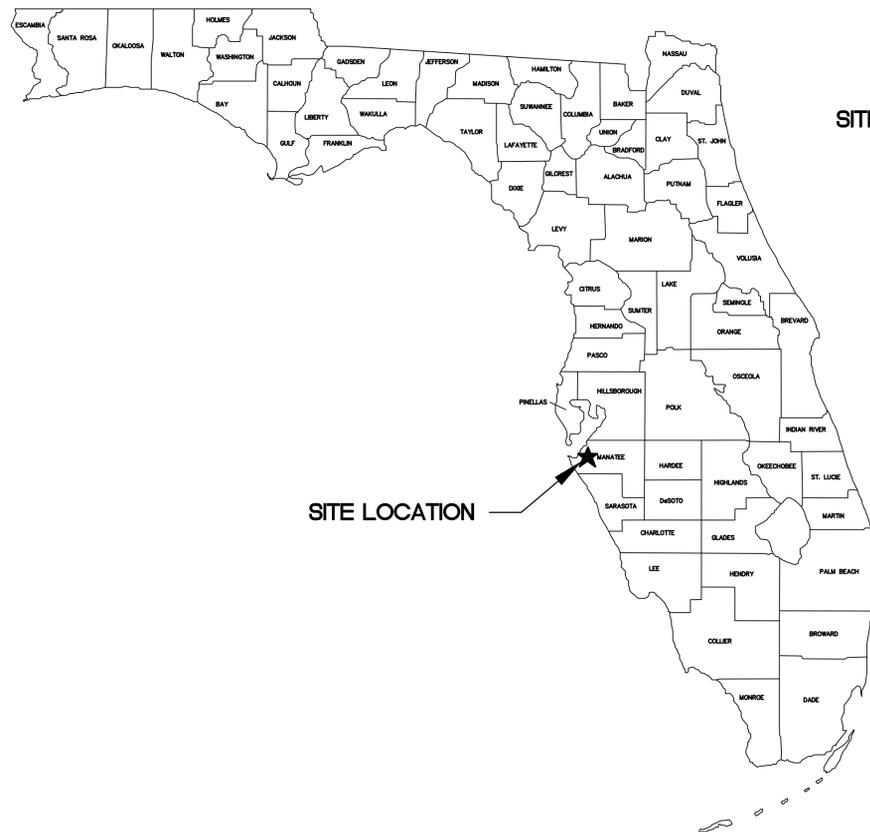 ESCAMBIA
SANTA ROSA
OKALOOSA
WALTON
HOLMES
WASHINGTON
JACKSON
BAY
CALHOUN
GULF
LIBERTY
GADSDEN
LEON
WAKULLA
FRANKLIN
JEFFERSON
MADISON
TAYLOR
HAMILTON
SUWANNEE
LAFAYETTE
DIXIE
COLUMBIA
GILCREST
BAKER
UNION
BRADFORD
ALACHUA
NASSAU
DUVAL
CLAY
ST. JOHN
PUTNAM
FLAGLER
LEVY
MARION
VOLUSIA
CITRUS
SUMTER
LAKE
SEMINOLE
ORANGE
BREVARD
HERNANDO
PASCO
HILLSBOROUGH
PINELLAS
POLK
OSCEOLA
INDIAN RIVER
MANATEE
HARDEE
HIGHLANDS
OKEECHOBEE
ST. LUCIE
SARASOTA
DeSOTO
MARTIN
CHARLOTTE
GLADES
LEE
HENDRY
PALM BEACH
COLLIER
BROWARD
MONROE
DADE
SITE LOCATION
SITE